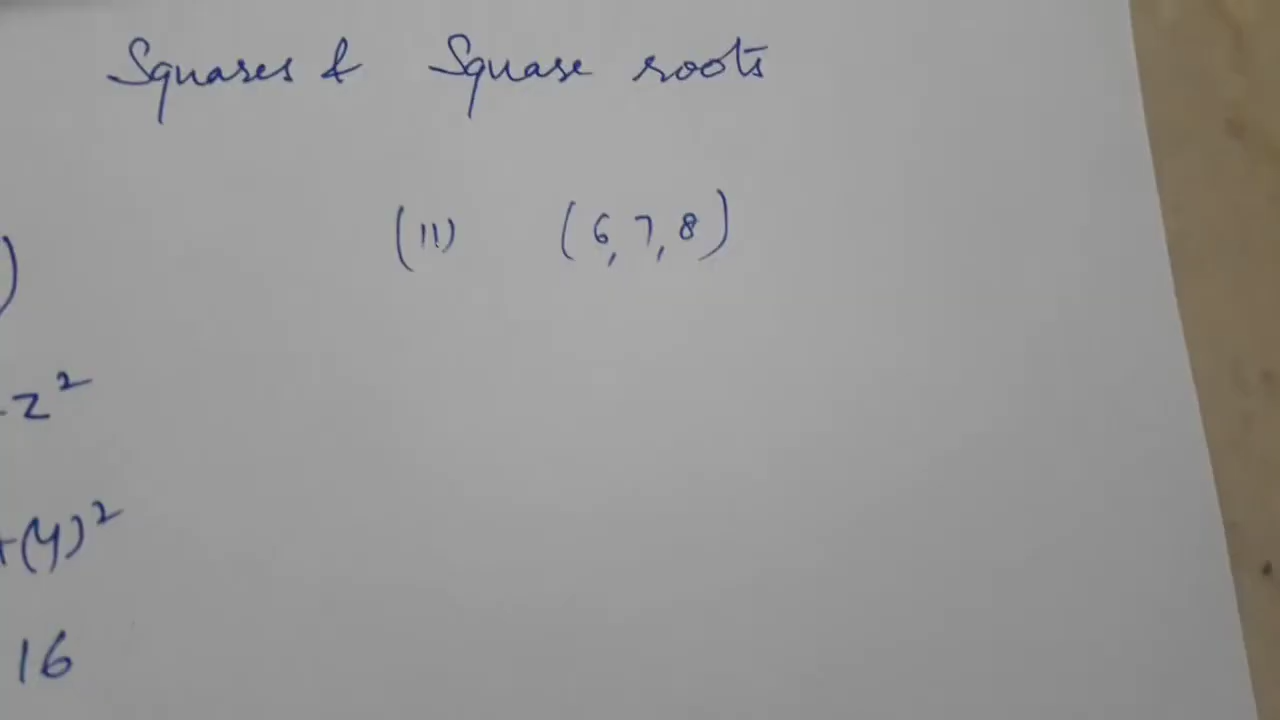 Squares & Square roots
(ii) (6, 7, 8)
)
z²
+(4)²
16